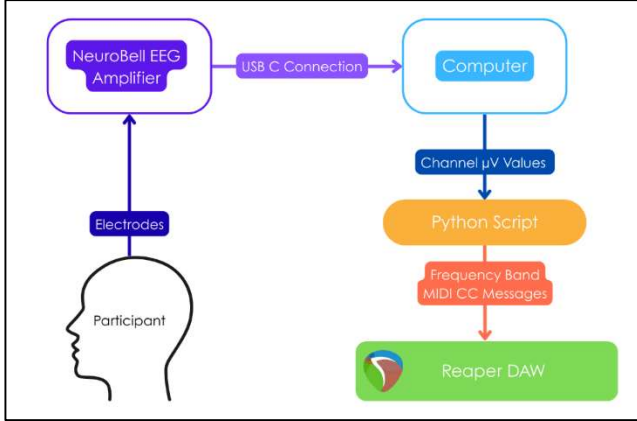 NeuroBell EEG
Amplifier
USB C Connection
Computer
Channel µV Values
Electrodes
Python Script
Frequency Band
MIDI CC Messages
Participant
Reaper DAW